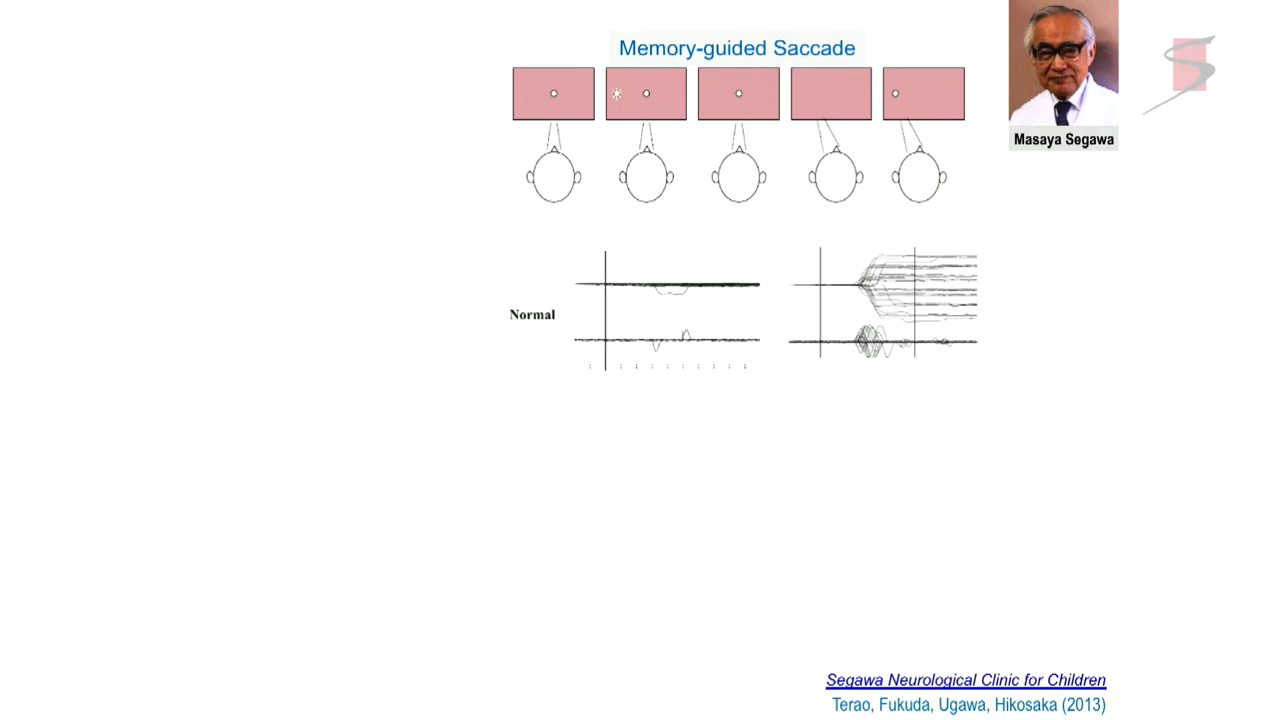 Memory-guided Saccade
Masaya Segawa
Normal
Segawa Neurological Clinic for Children
Terao, Fukuda, Ugawa, Hikosaka (2013)